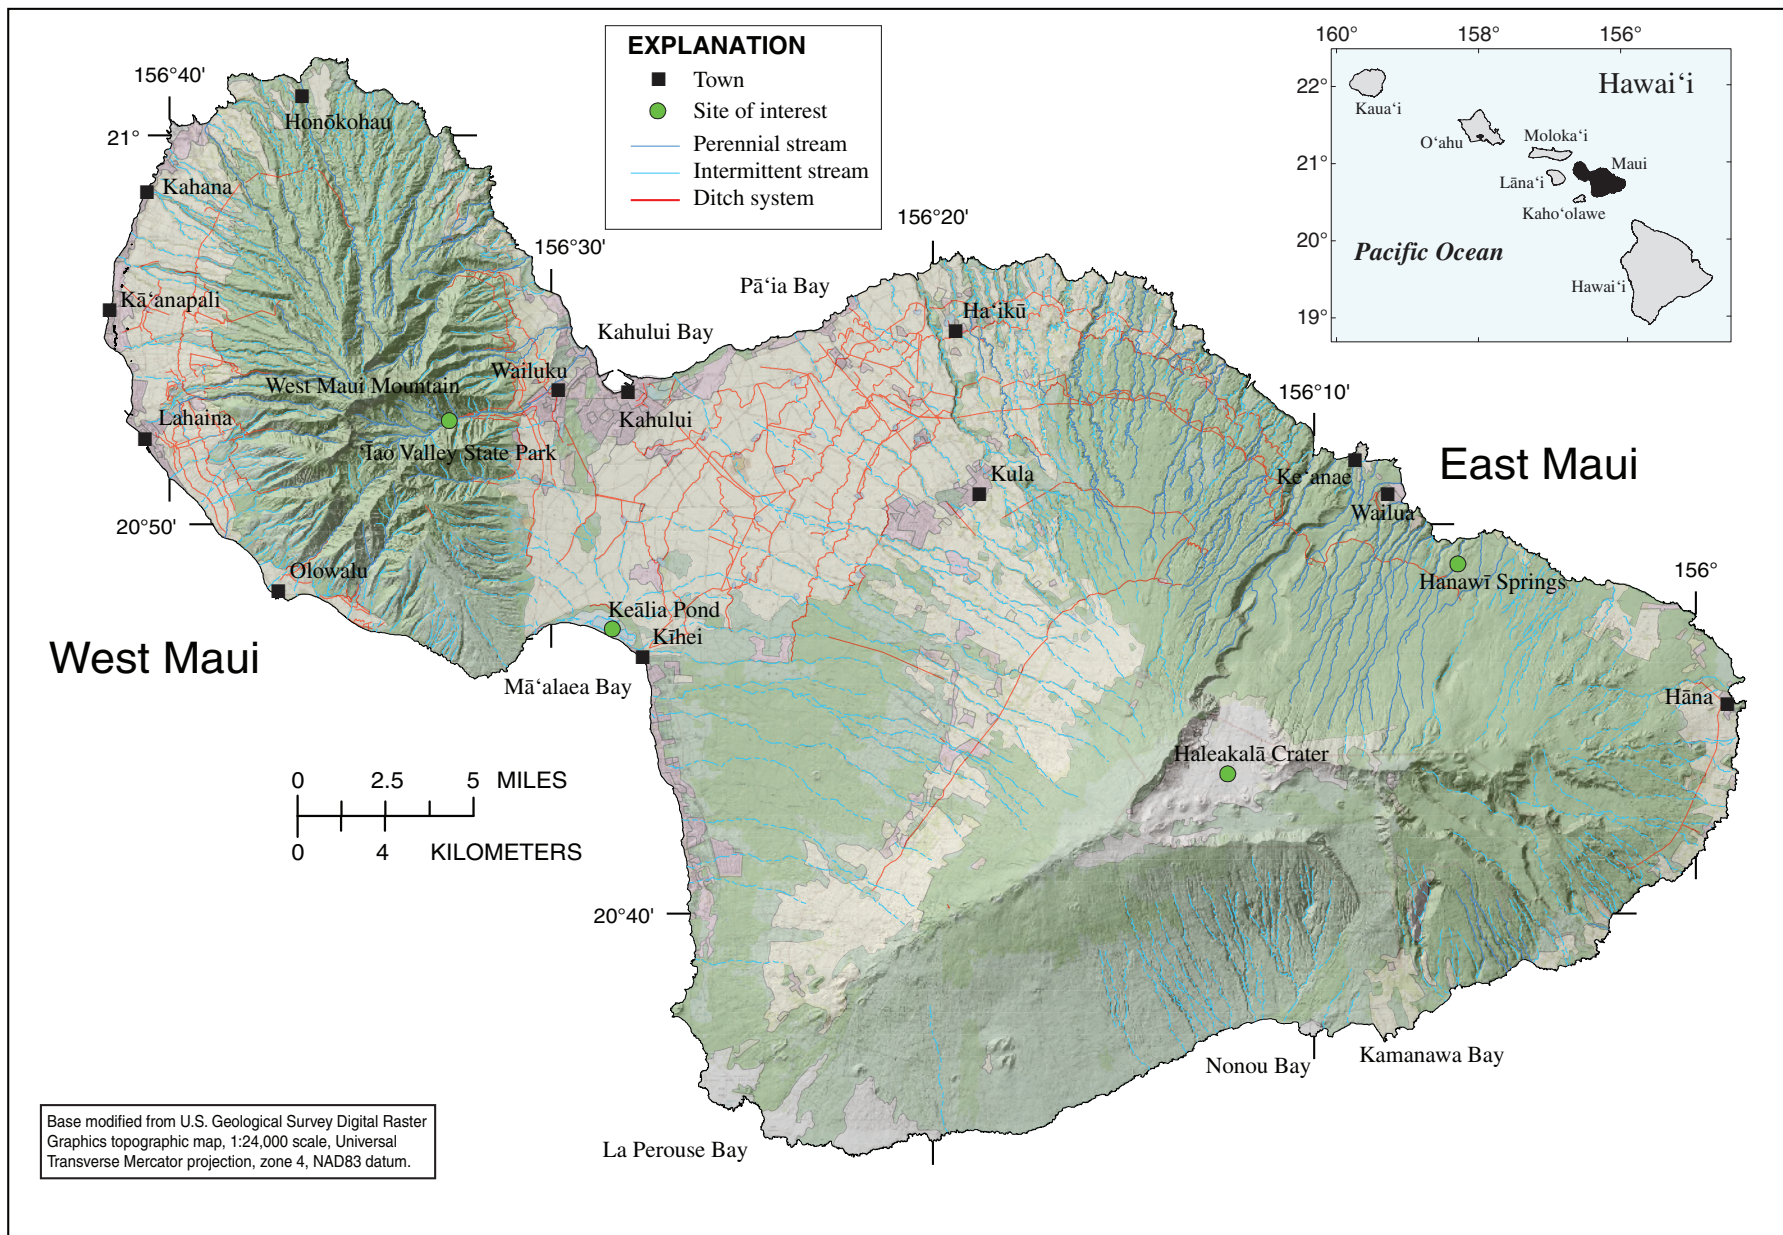 EXPLANATION
Town
Site of interest
Perennial stream
Intermittent stream
Ditch system
160°
158°
156°
22°
21°
20°
19°
Hawaiʻi
Kauaʻi
Oʻahu
Molokaʻi
Maui
Lānaʻi
Kahoʻolawe
Pacific Ocean
Hawaiʻi
156°40'
21°
Honōkohau
Kahana
156°30'
156°20'
Pāʻia Bay
Kāʻanapali
Kahului Bay
Haʻikū
West Maui Mountain
Wailuku
156°10'
Lahaina
Kahului
ʻĪao Valley State Park
Kula
Keʻanae
East Maui
Wailua
20°50'
Olowalu
Hanawī Springs
156°
Keālia Pond
Kīhei
West Maui
Māʻalaea Bay
Hāna
Haleakalā Crater
0 2.5 5 MILES
0 4 KILOMETERS
20°40'
Nonou Bay
Kamanawa Bay
La Perouse Bay
Base modified from U.S. Geological Survey Digital Raster
Graphics topographic map, 1:24,000 scale, Universal
Transverse Mercator projection, zone 4, NAD83 datum.